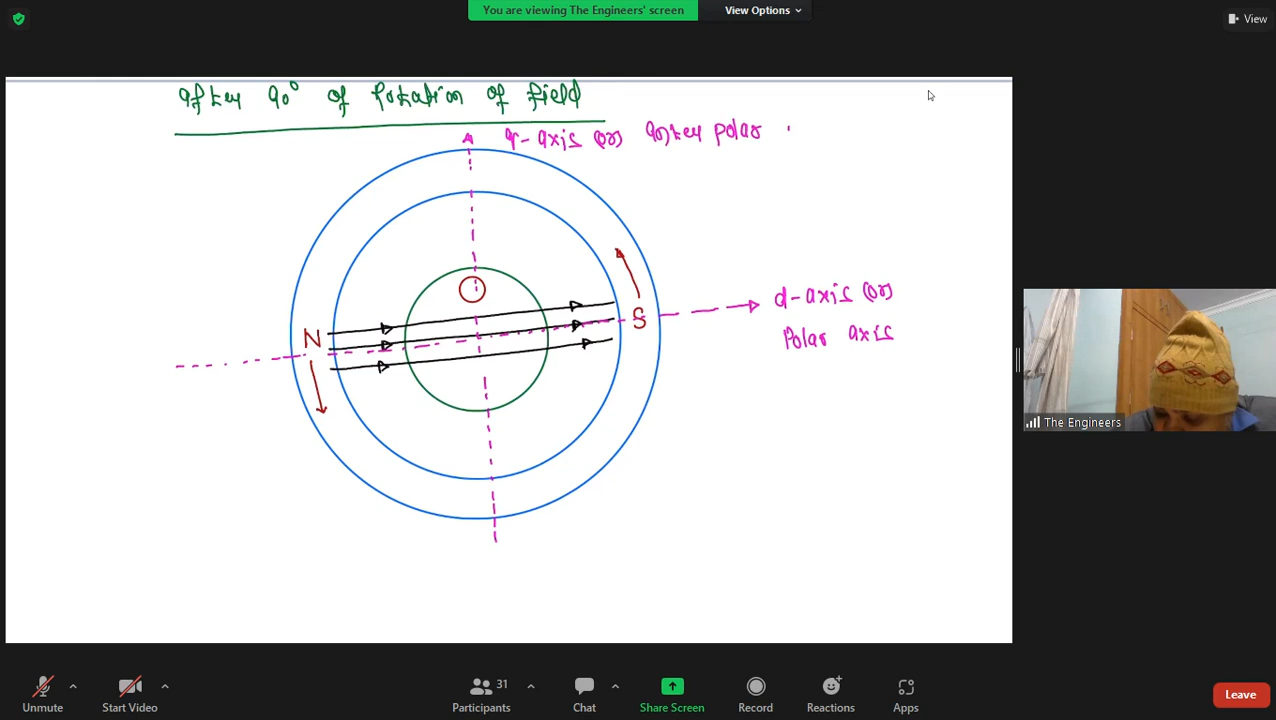 You are viewing The Engineers' screen
View Options
View
after 90° of rotation of field
q-axis (or) inter polar
N
S
d-axis (or)
Polar axis
The Engineers
Unmute
Start Video
Participants
31
Chat
Share Screen
Record
Reactions
Apps
Leave